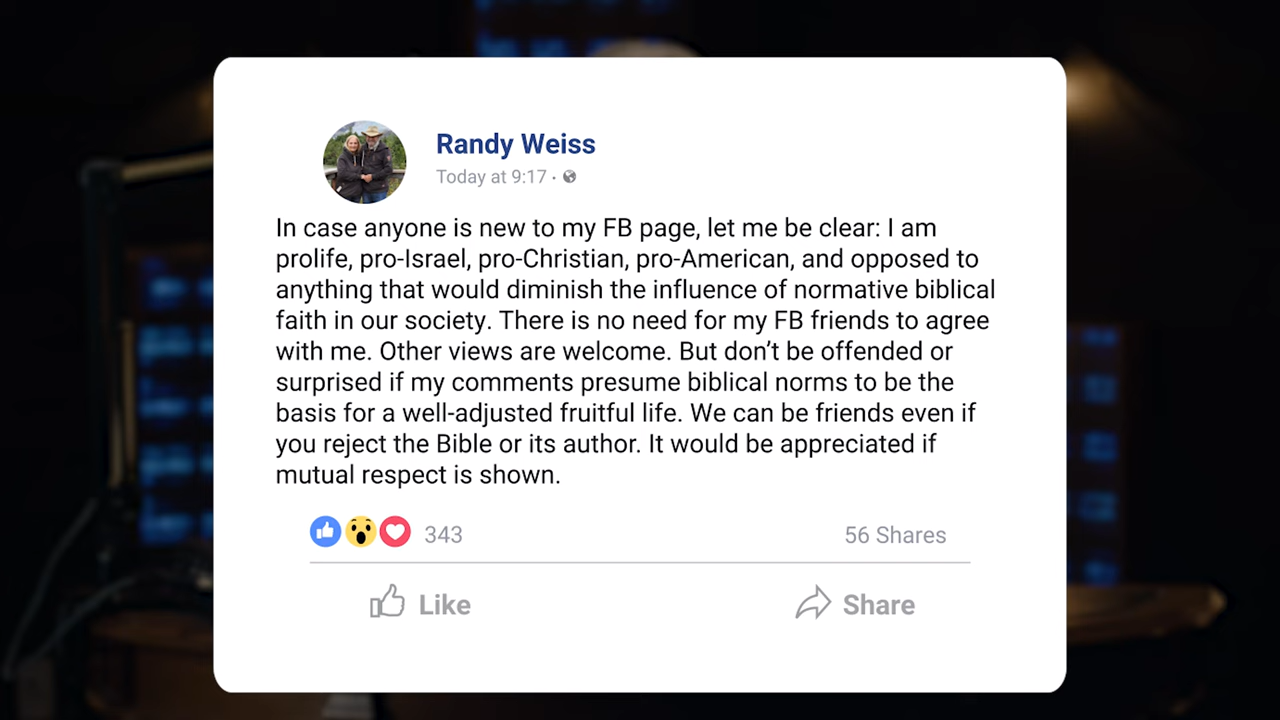 Randy Weiss
Today at 9:17 ·
In case anyone is new to my FB page, let me be clear: I am
prolife, pro-Israel, pro-Christian, pro-American, and opposed to
anything that would diminish the influence of normative biblical
faith in our society. There is no need for my FB friends to agree
with me. Other views are welcome. But don’t be offended or
surprised if my comments presume biblical norms to be the
basis for a well-adjusted fruitful life. We can be friends even if
you reject the Bible or its author. It would be appreciated if
mutual respect is shown.
343 56 Shares
Like Share